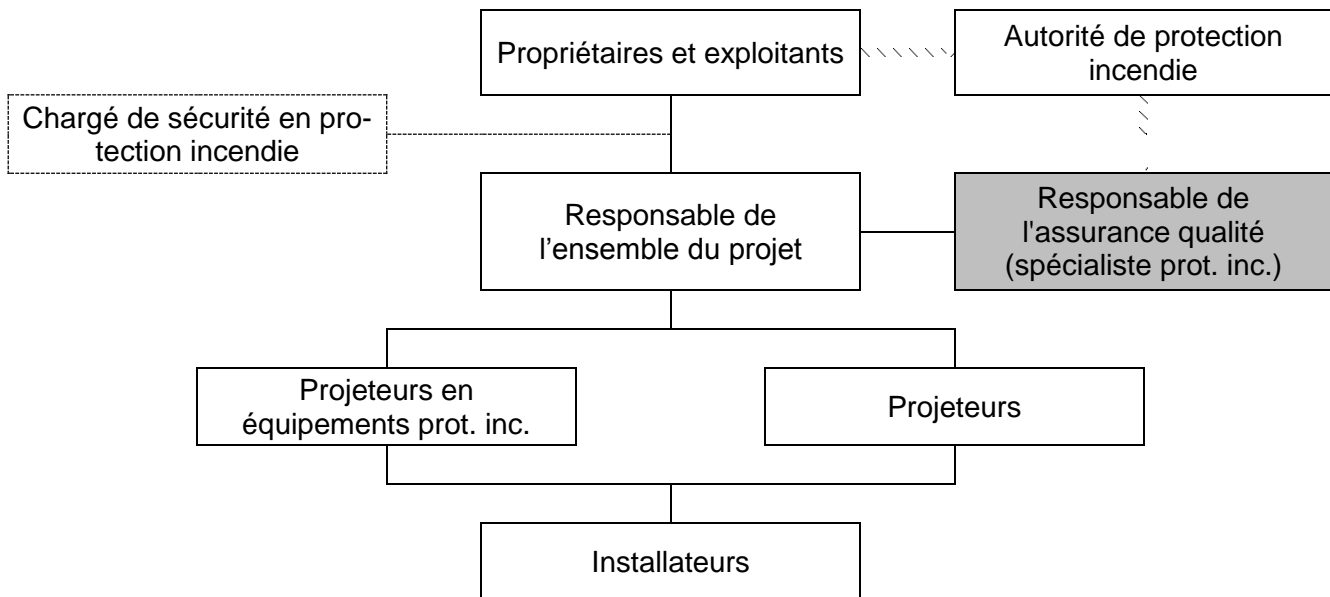 Propriétaires et exploitants
Autorité de protection
incendie
Chargé de sécurité en pro-
tection incendie
Responsable de
l’ensemble du projet
Responsable de
l'assurance qualité
(spécialiste prot. inc.)
Projeteurs en
équipements prot. inc.
Projeteurs
Installateurs